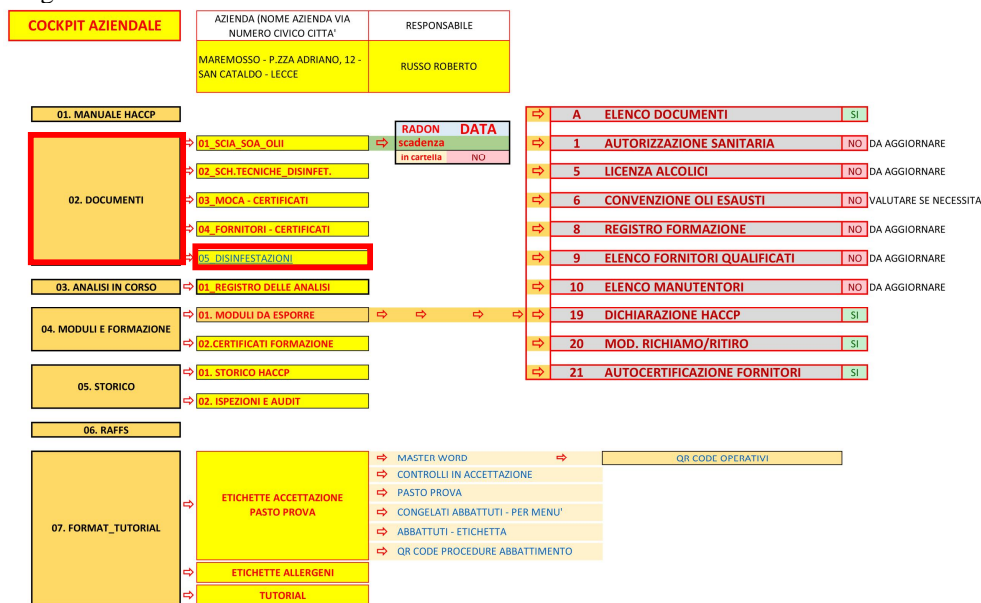 COCKPIT AZIENDALE
AZIENDA (NOME AZIENDA VIA
NUMERO CIVICO CITTA'
RESPONSABILE
MAREMOSSO - P.ZZA ADRIANO, 12 -
SAN CATALDO - LECCE
RUSSO ROBERTO
01. MANUALE HACCP
A ELENCO DOCUMENTI SI
RADON DATA
02. DOCUMENTI
01_SCIA_SOA_OLII
scadenza
1 AUTORIZZAZIONE SANITARIA NO DA AGGIORNARE
in cartella NO
02_SCH.TECNICHE_DISINFET.
5 LICENZA ALCOLICI NO DA AGGIORNARE
03_MOCA - CERTIFICATI
6 CONVENZIONE OLI ESAUSTI NO VALUTARE SE NECESSITA
04_FORNITORI - CERTIFICATI
8 REGISTRO FORMAZIONE NO DA AGGIORNARE
05_DISINFESTAZIONI
9 ELENCO FORNITORI QUALIFICATI NO DA AGGIORNARE
03. ANALISI IN CORSO
01_REGISTRO DELLE ANALISI
10 ELENCO MANUTENTORI NO DA AGGIORNARE
04. MODULI E FORMAZIONE
01. MODULI DA ESPORRE
19 DICHIARAZIONE HACCP SI
02.CERTIFICATI FORMAZIONE
20 MOD. RICHIAMO/RITIRO SI
05. STORICO
01. STORICO HACCP
21 AUTOCERTIFICAZIONE FORNITORI SI
02. ISPEZIONI E AUDIT
06. RAFFS
07. FORMAT_TUTORIAL
ETICHETTE ACCETTAZIONE
PASTO PROVA
MASTER WORD
QR CODE OPERATIVI
CONTROLLI IN ACCETTAZIONE
PASTO PROVA
CONGELATI ABBATTUTI - PER MENU'
ABBATTUTI - ETICHETTA
QR CODE PROCEDURE ABBATTIMENTO
ETICHETTE ALLERGENI
TUTORIAL